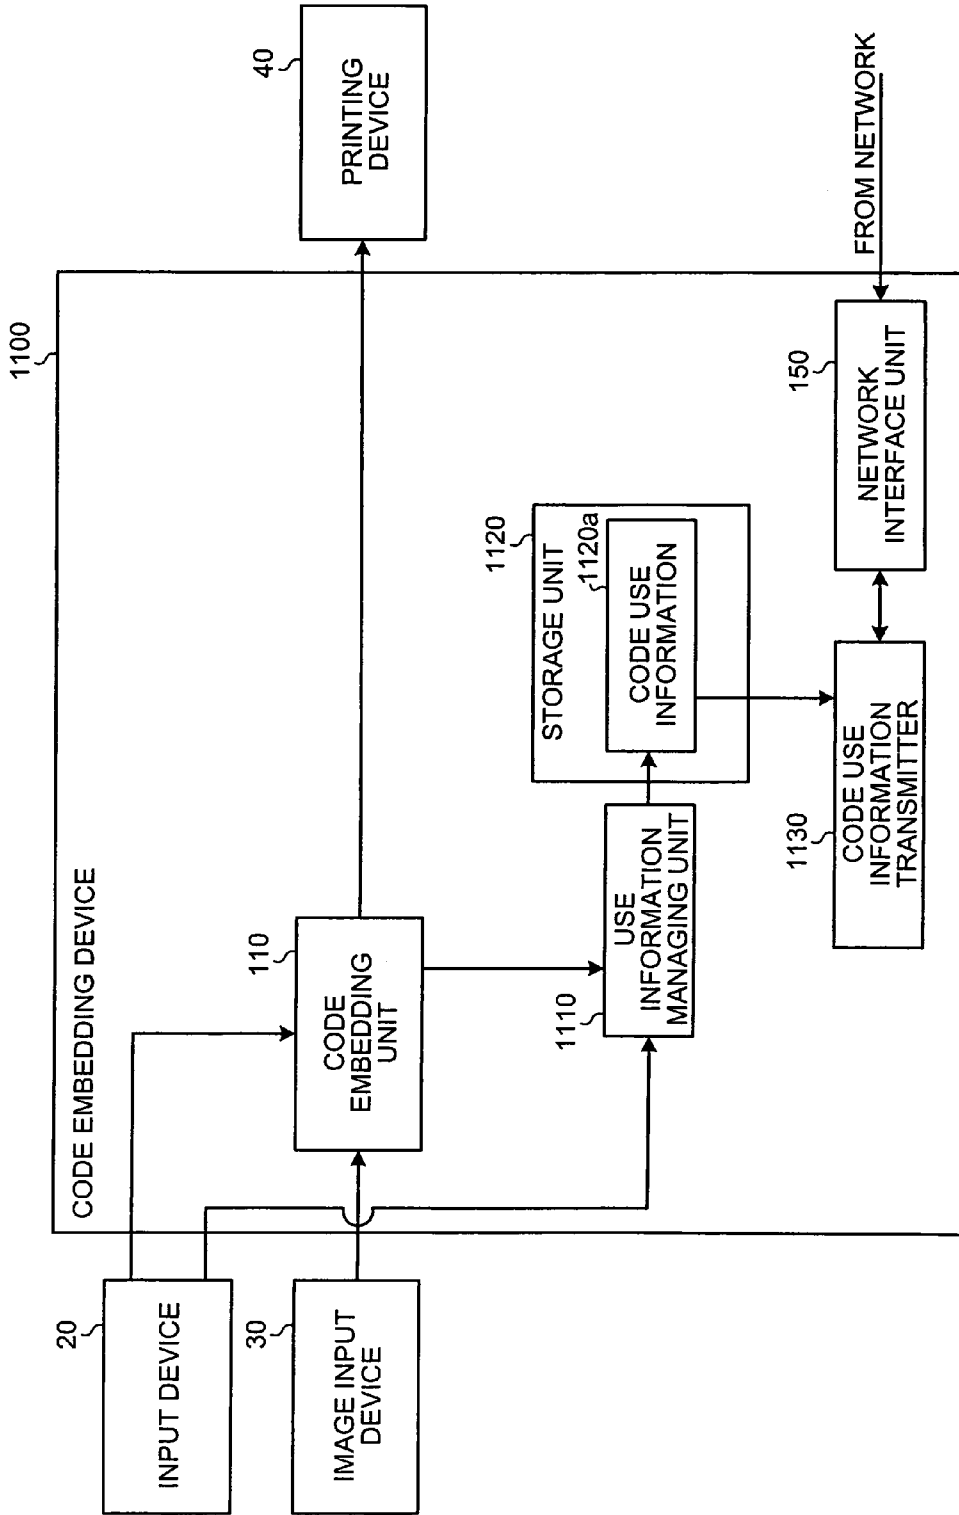 1100
CODE EMBEDDING DEVICE
20
INPUT DEVICE
30
IMAGE INPUT
DEVICE
110
CODE
EMBEDDING
UNIT
40
PRINTING
DEVICE
1110
USE
INFORMATION
MANAGING UNIT
1120
STORAGE UNIT
1120a
CODE USE
INFORMATION
1130
CODE USE
INFORMATION
TRANSMITTER
150
NETWORK
INTERFACE UNIT
FROM NETWORK